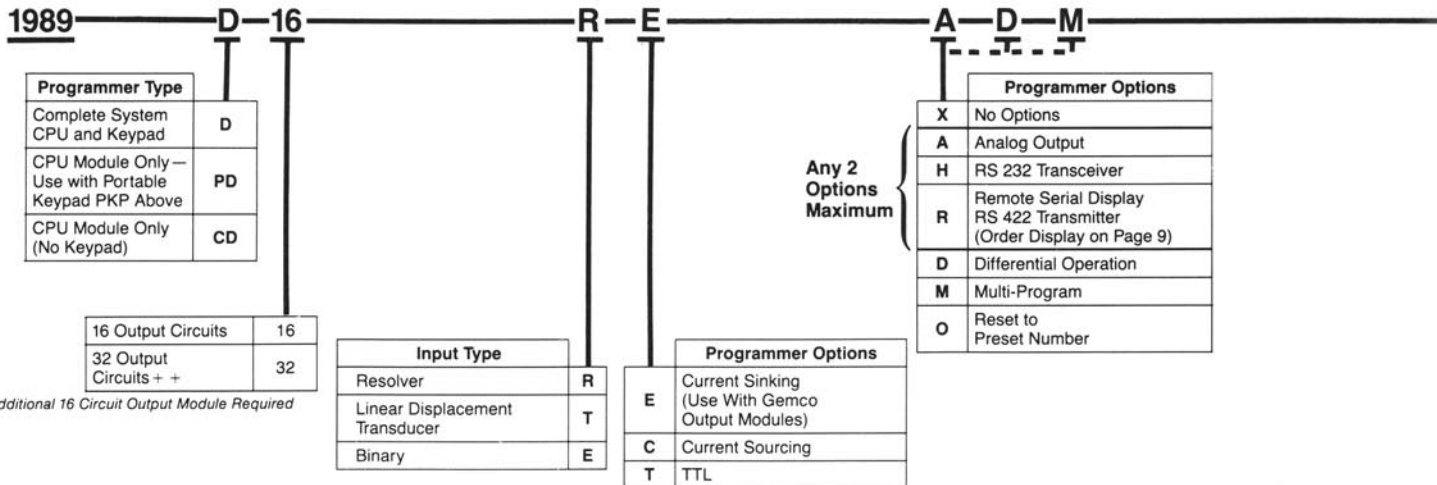 1989 D 16 R E A D M
Programmer Type
Complete System
CPU and Keypad D
CPU Module Only—
Use with Portable
Keypad PKP Above PD
CPU Module Only
(No Keypad) CD
16 Output Circuits 16
32 Output
Circuits + + 32
dditional 16 Circuit Output Module Required
Input Type
Resolver R
Linear Displacement
Transducer T
Binary E
Programmer Options
E Current Sinking
(Use With Gemco
Output Modules)
C Current Sourcing
T TTL
Any 2
Options
Maximum
Programmer Options
X No Options
A Analog Output
H RS 232 Transceiver
R Remote Serial Display
RS 422 Transmitter
(Order Display on Page 9)
D Differential Operation
M Multi-Program
O Reset to
Preset Number